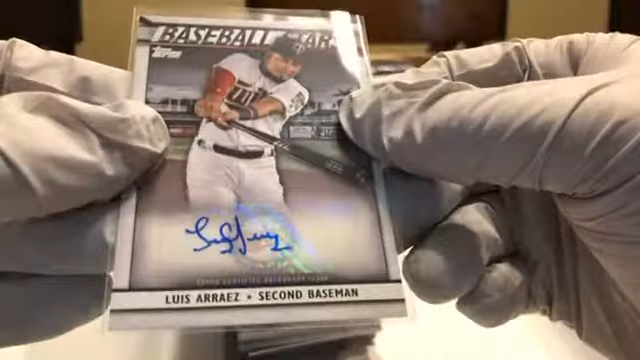 BASEBALL STARS
Topps
TOPPS CERTIFIED AUTOGRAPH ISSUE
LUIS ARRAEZ • SECOND BASEMAN